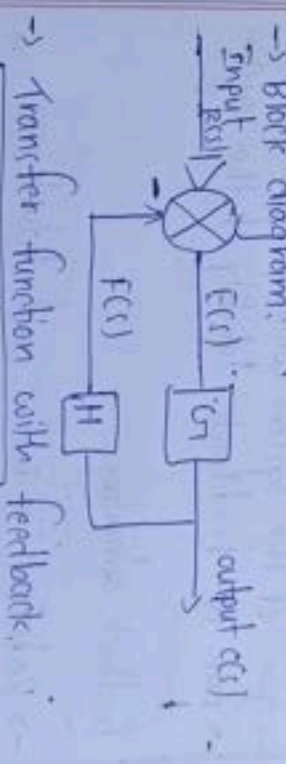 → Block diagram.
Input
R(s)
E(s)
G
output C(s)
-
F(s)
H
→ Transfer function with feedback.